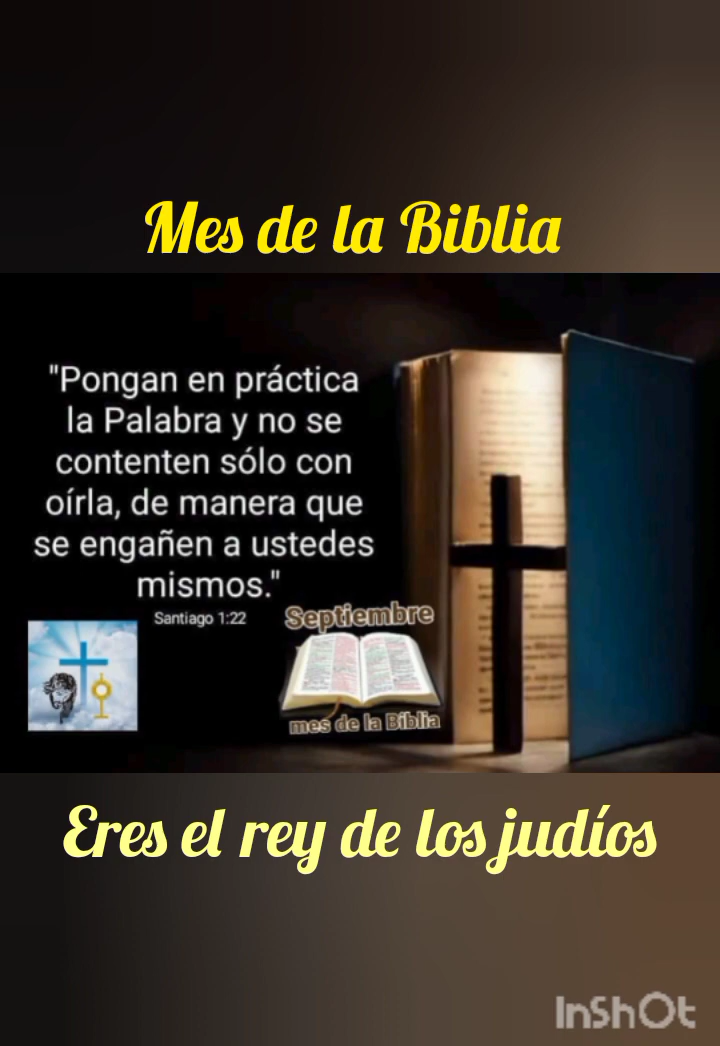 Mes de la Biblia
"Pongan en práctica
la Palabra y no se
contenten sólo con
oírla, de manera que
se engañen a ustedes
mismos."
Santiago 1:22
Septiembre
mes de la Biblia
Eres el rey de los judíos
InShOt